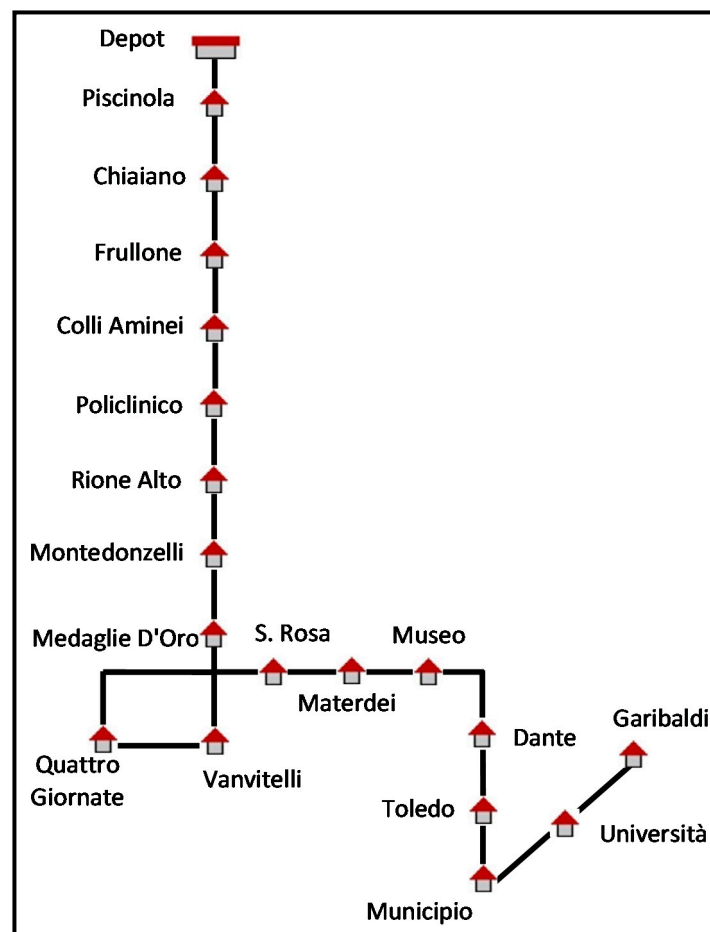 Depot
Piscinola
Chiaiano
Frullone
Colli Aminei
Policlinico
Rione Alto
Montedonzelli
Medaglie D'Oro
S. Rosa
Museo
Materdei
Garibaldi
Dante
Quattro
Giornate
Vanvitelli
Toledo
Università
Municipio